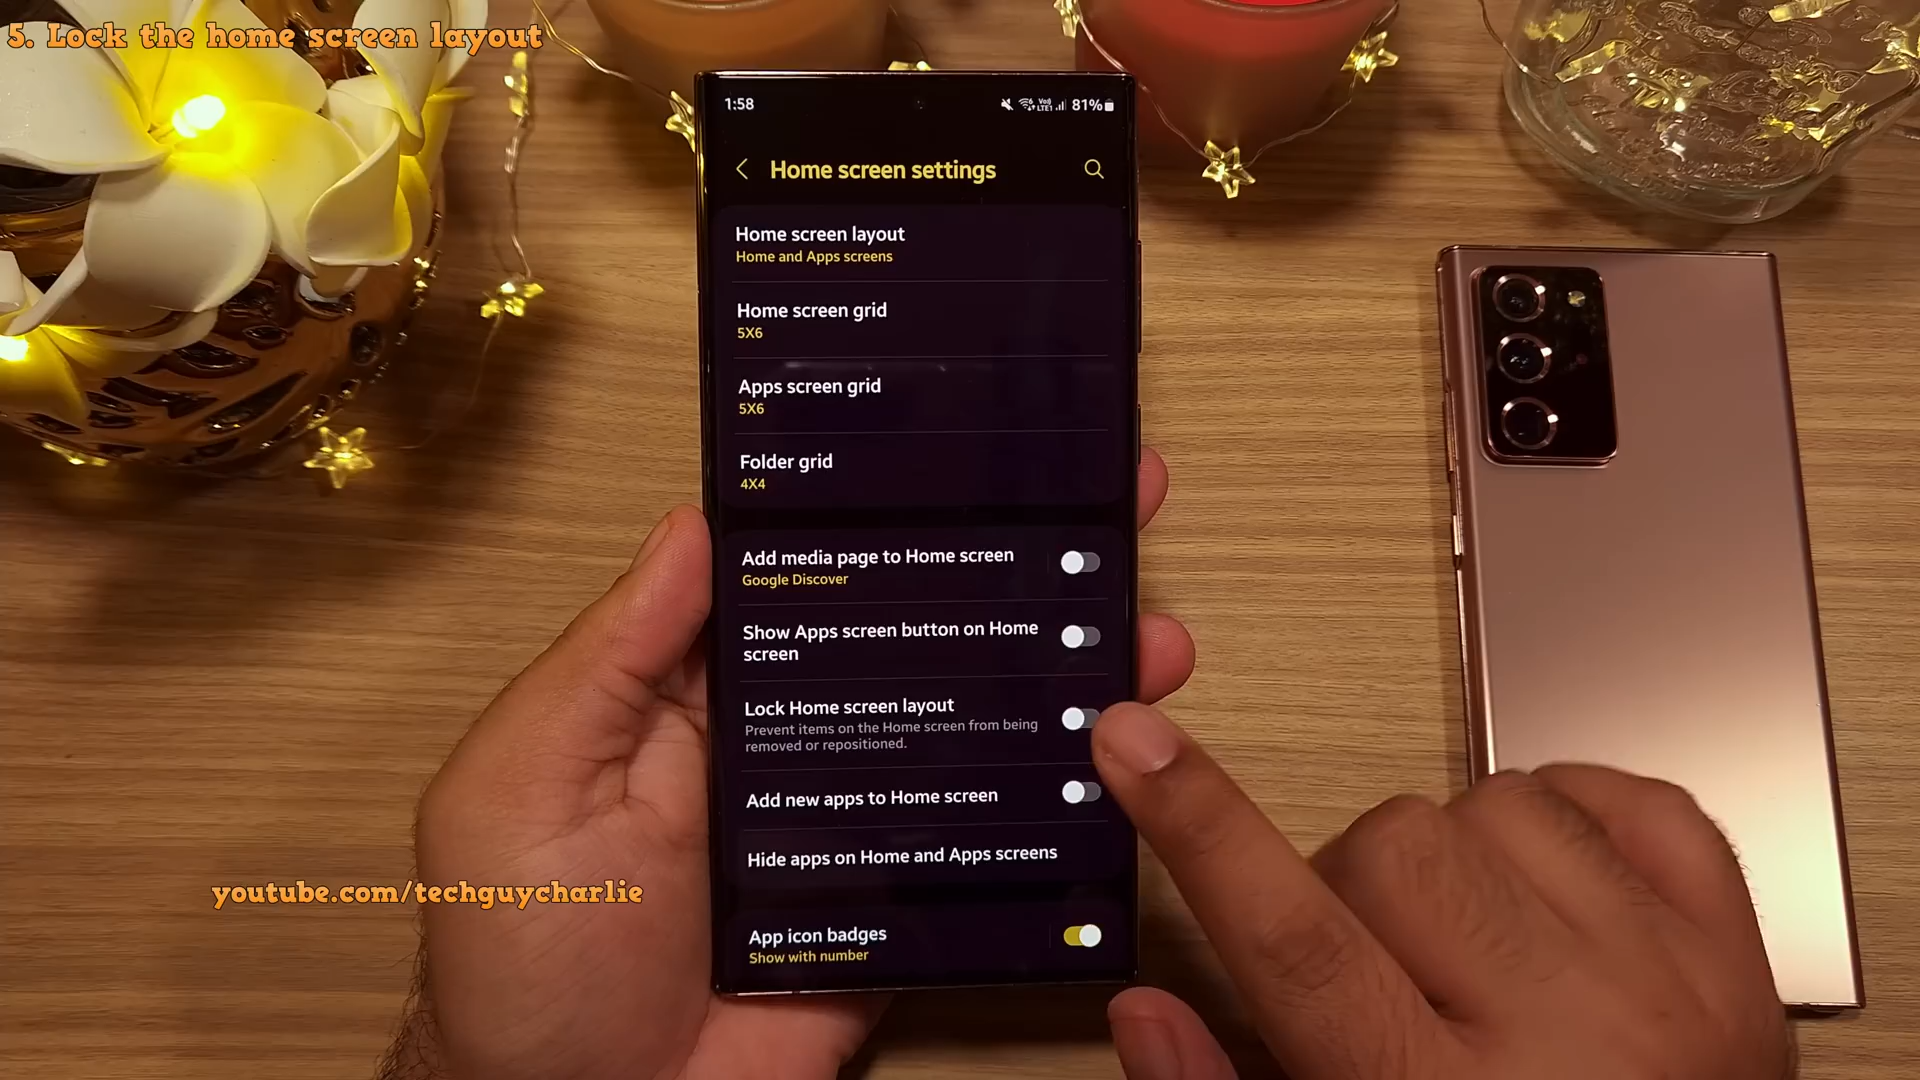 5. Lock the home screen layout
1:58
81%
Home screen settings
Home screen layout
Home and Apps screens
Home screen grid
5X6
Apps screen grid
5X6
Folder grid
4X4
Add media page to Home screen
Google Discover
Show Apps screen button on Home
screen
Lock Home screen layout
Prevent items on the Home screen from being
removed or repositioned.
Add new apps to Home screen
Hide apps on Home and Apps screens
youtube.com/techguycharlie
App icon badges
Show with number